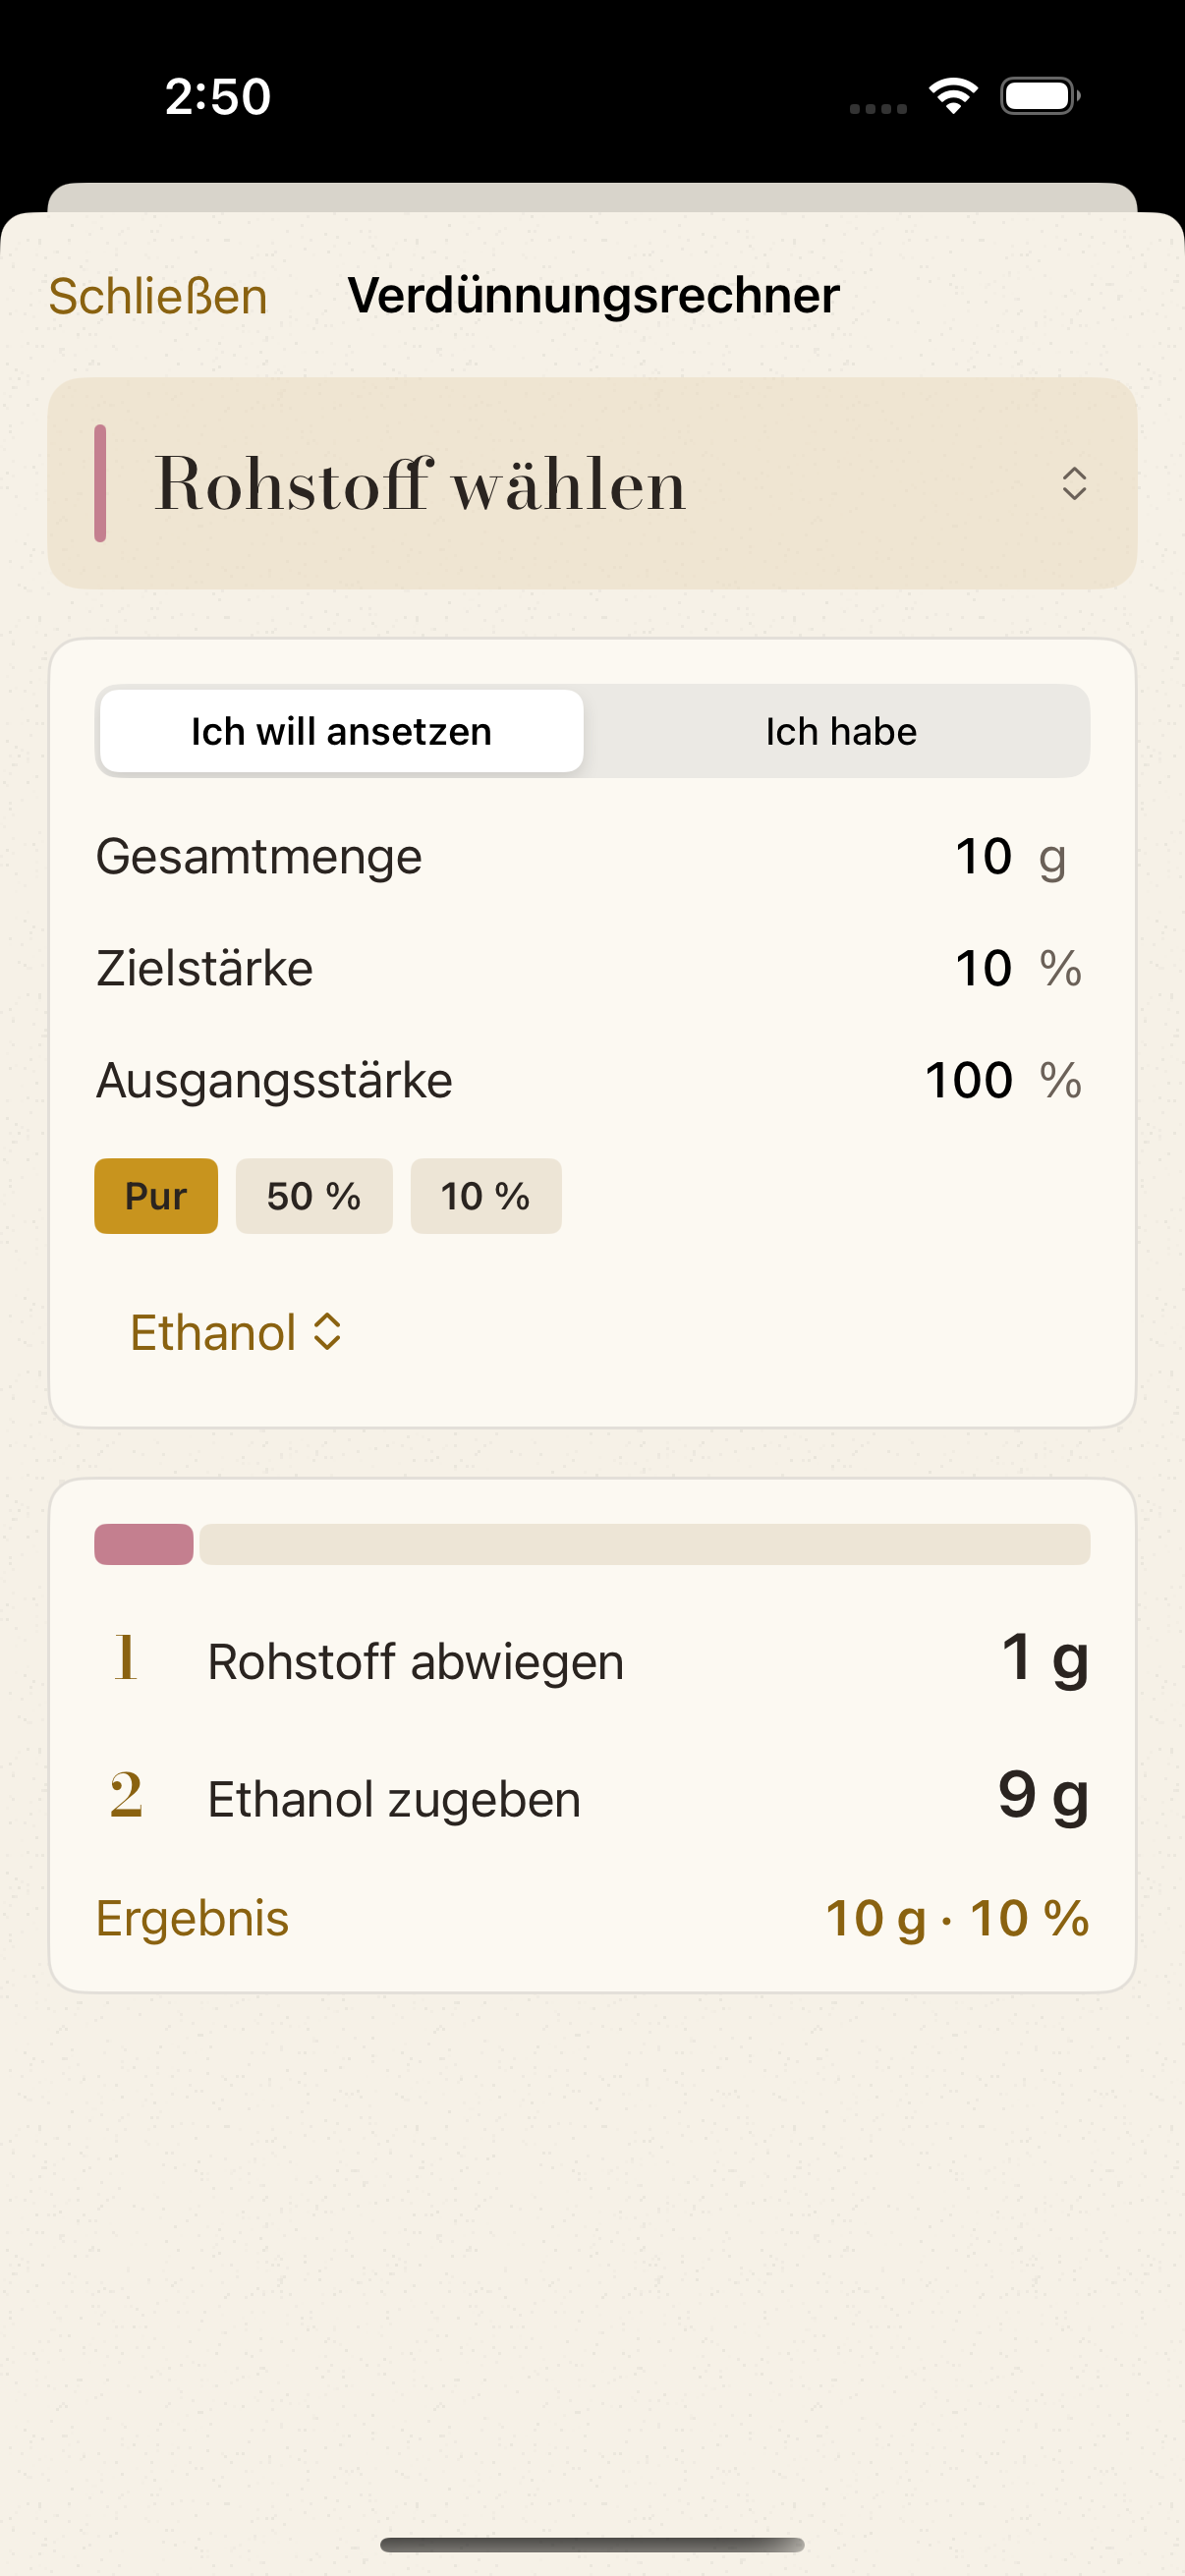 2:50
Schließen Verdünnungsrechner
Rohstoff wählen
Ich will ansetzen Ich habe
Gesamtmenge 10 g
Zielstärke 10 %
Ausgangsstärke 100 %
Pur 50 % 10 %
Ethanol
1 Rohstoff abwiegen 1 g
2 Ethanol zugeben 9 g
Ergebnis 10 g · 10 %